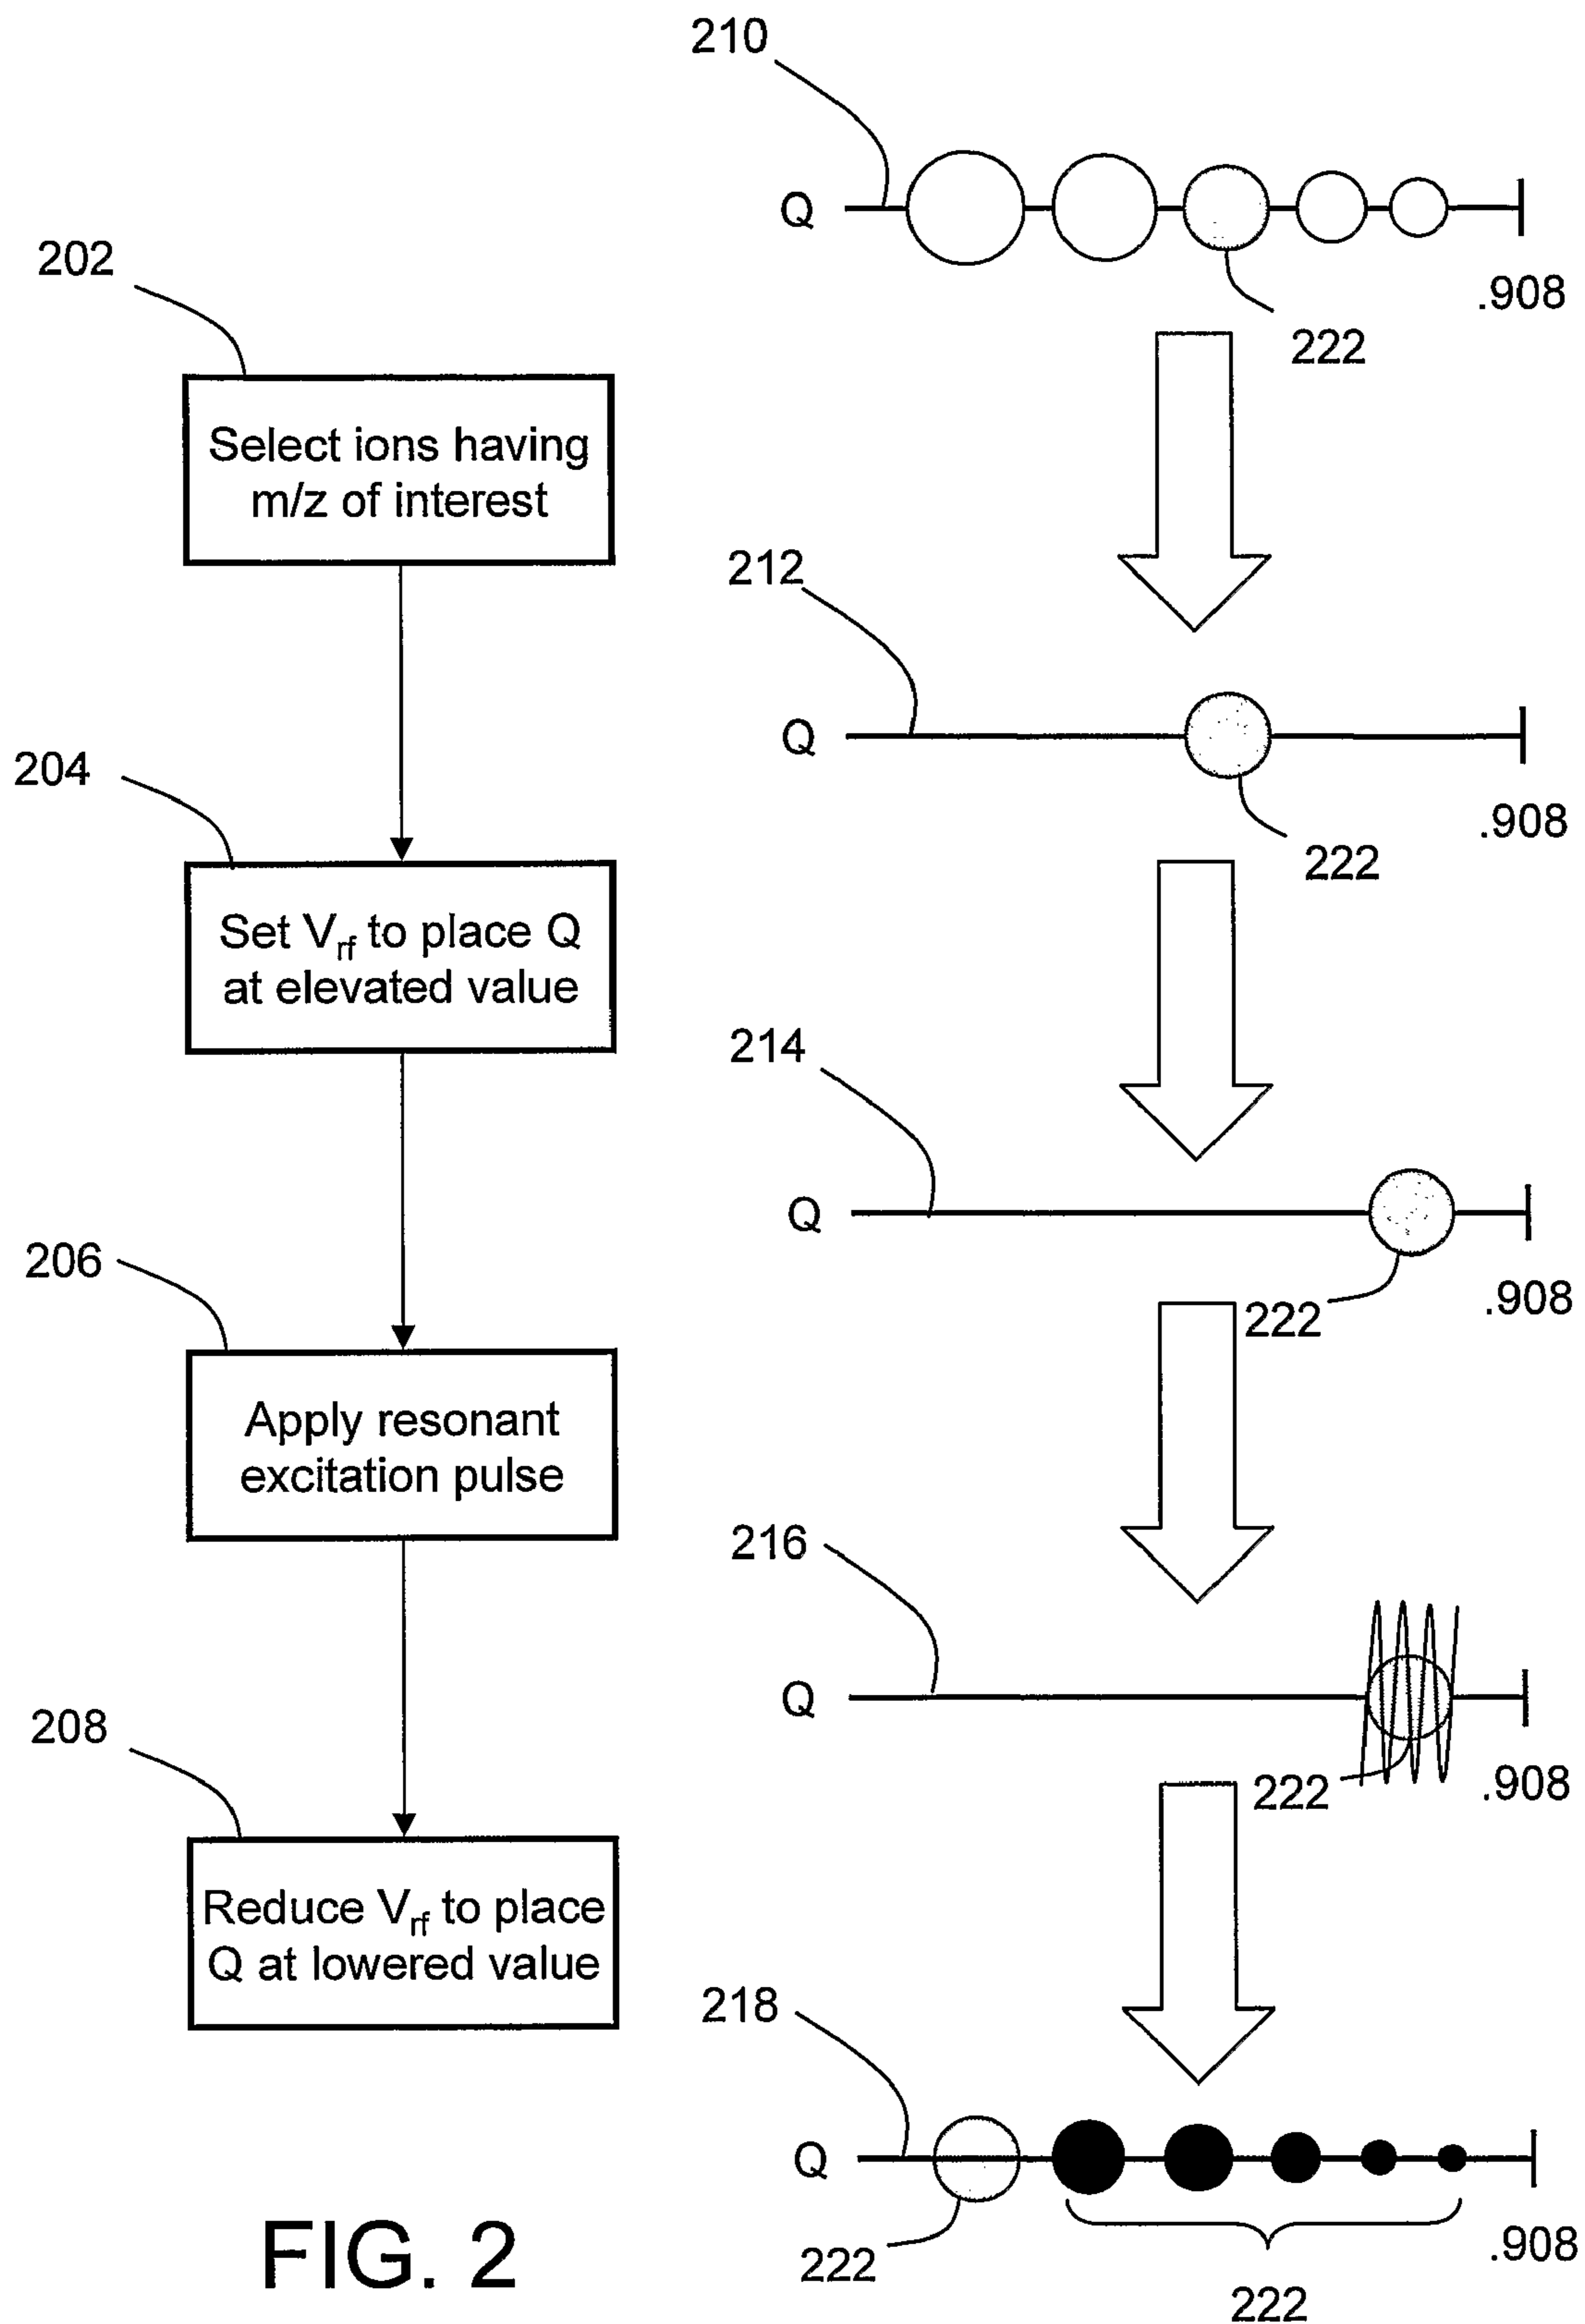 210
Q
.908
222
202
Select ions having
m/z of interest
212
Q
.908
222
204
Set Vrf to place Q
at elevated value
214
Q
.908
222
206
Apply resonant
excitation pulse
216
Q
.908
222
208
Reduce Vrf to place
Q at lowered value
218
Q
.908
222
222
FIG. 2